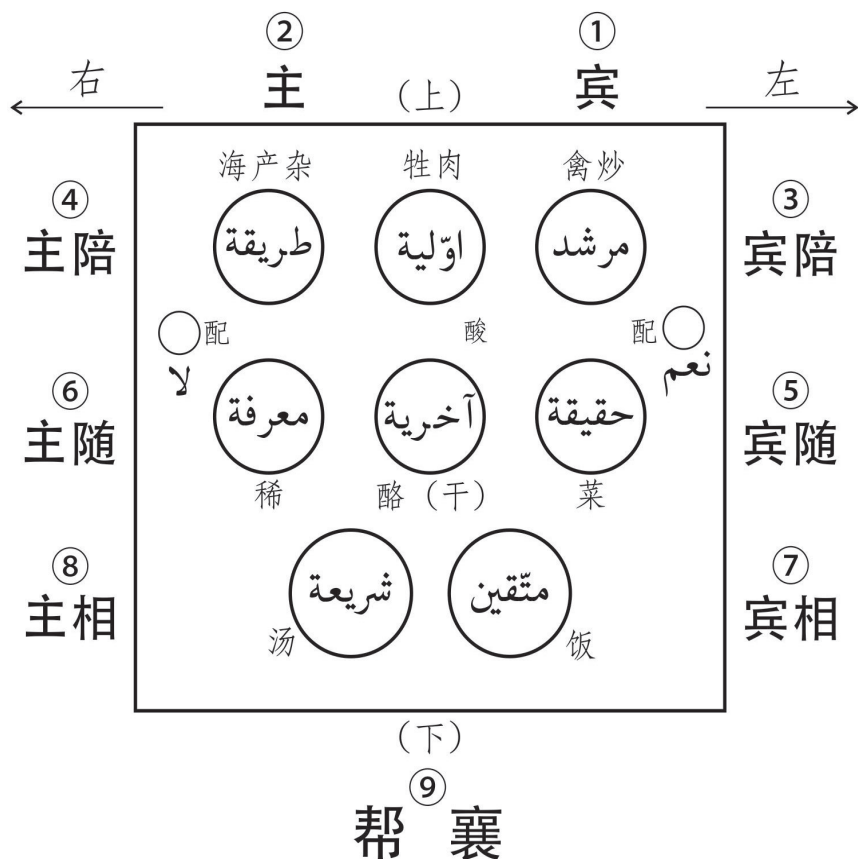 ② ①
右 主 （上） 宾 左
海产杂 牲肉 禽炒
④ ③
主陪 طريقة اوّلية مرشد 宾陪
配 酸 配
لا نعم
⑥ ⑤
主随 معرفة آخرية حقيقة 宾随
稀 酪（干） 菜
⑧ ⑦
主相 شريعة متّقين 宾相
汤 饭
（下）
⑨
帮 襄